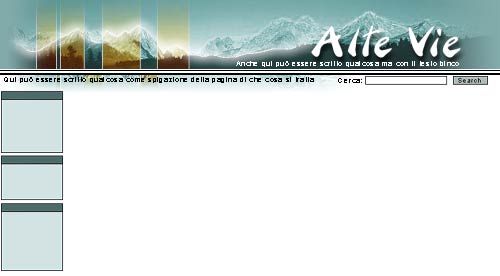 Alte Vie
Anche qui può essere scritto qualcosa ma con il testo binco
Qui può essere scritto qualcosa come spigazione della pagina di che cosa si tratta
Cerca:
Search